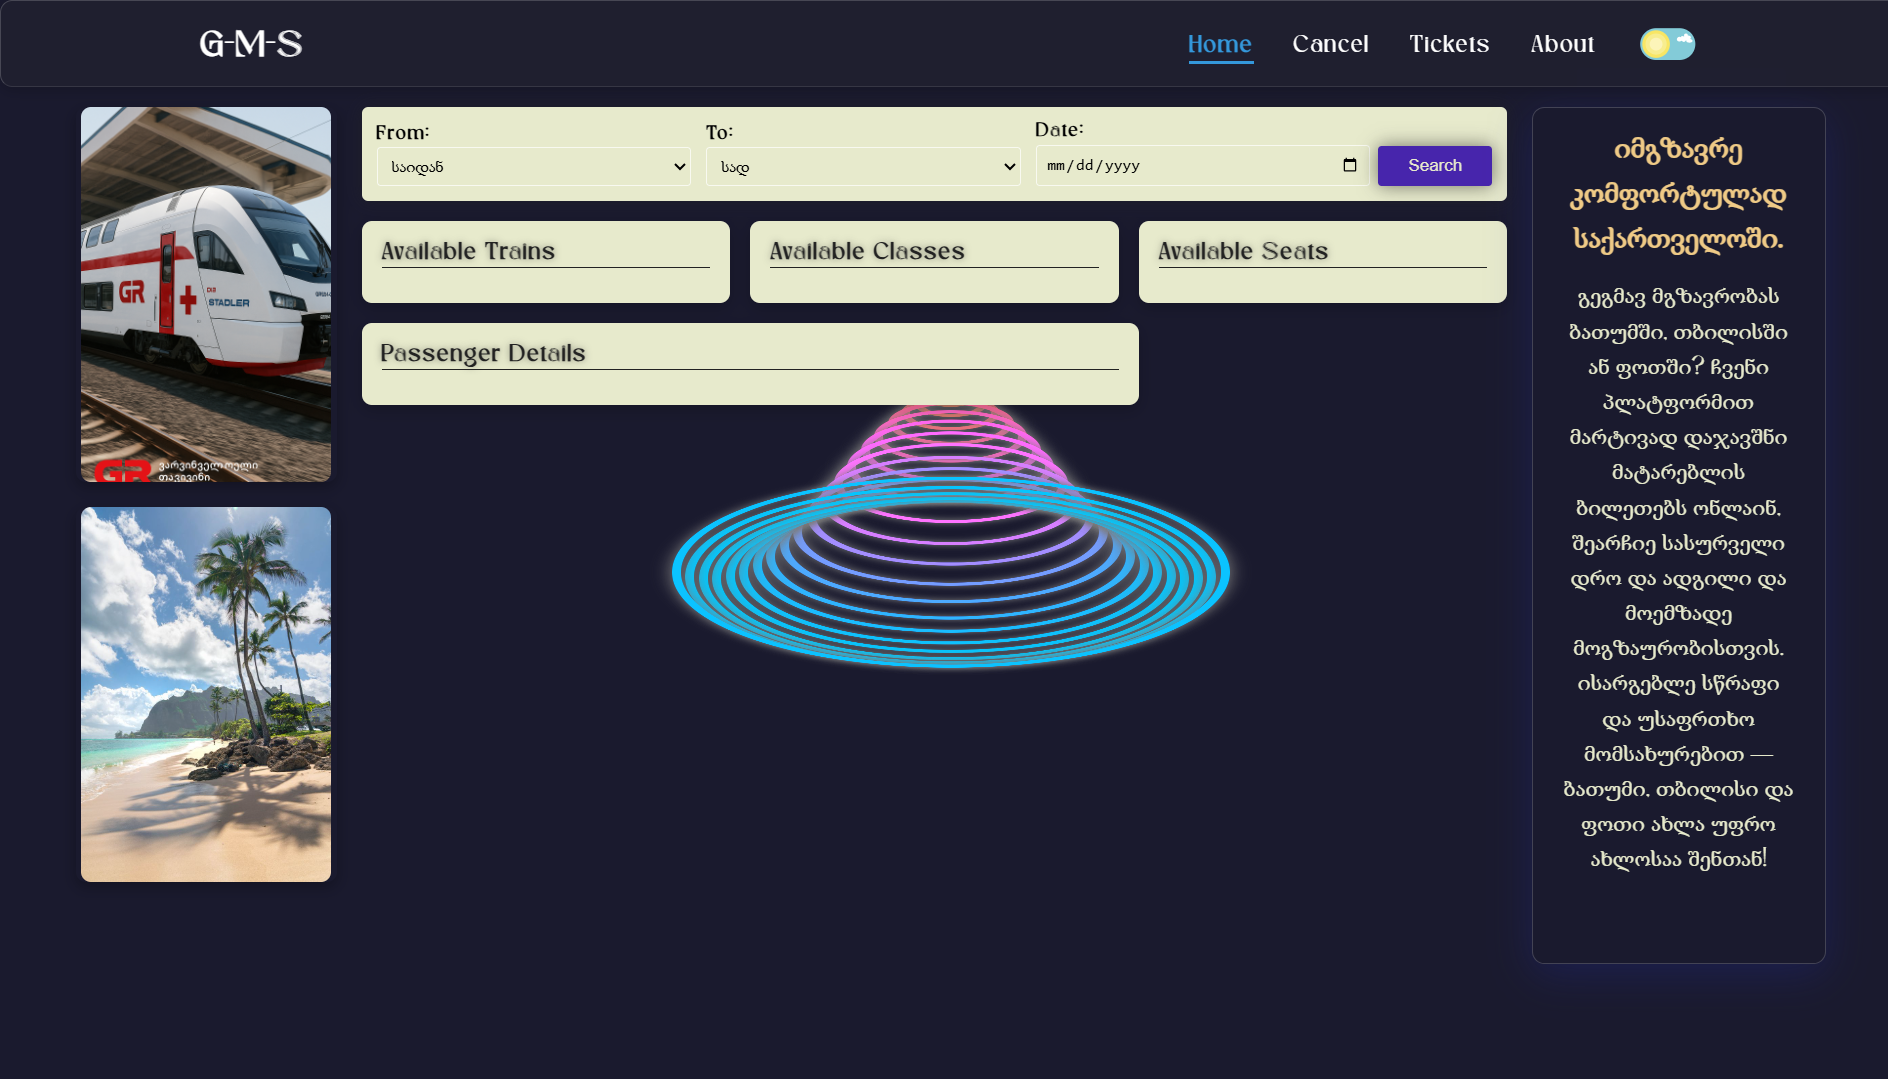 G-M-S
Home
Cancel
Tickets
About
From:
საიდან
To:
სად
Date:
mm/dd/yyyy
Search
Available Trains
Available Classes
Available Seats
Passenger Details
GR
STADLER
GR
იმგზავრე
კომფორტულად
საქართველოში.
გეგმავ მგზავრობას
ბათუმში, თბილისში
ან ფოთში? ჩვენი
პლატფორმით
მარტივად დაჯავშნი
მატარებლის
ბილეთებს ონლაინ,
შეარჩიე სასურველი
დრო და ადგილი და
მოემზადე
მოგზაურობისთვის.
ისარგებლე სწრაფი
და უსაფრთხო
მომსახურებით —
ბათუმი, თბილისი და
ფოთი ახლა უფრო
ახლოსაა შენთან!